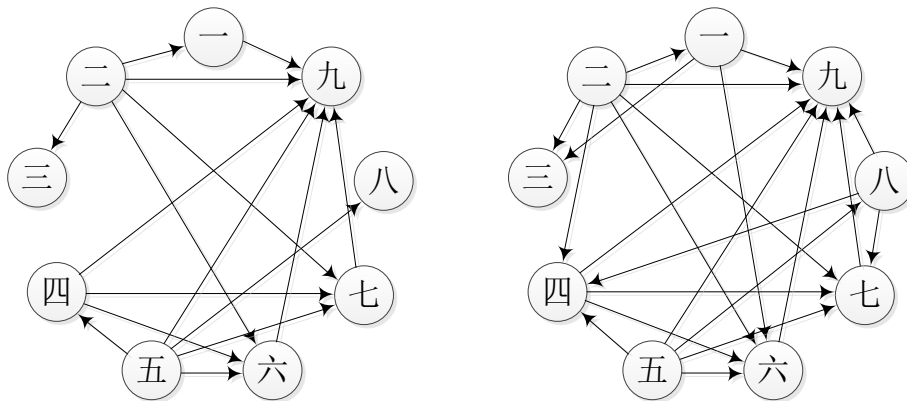 一 一
二 九 二 九
三 八 三 八
四 七 四 七
五 六 五 六